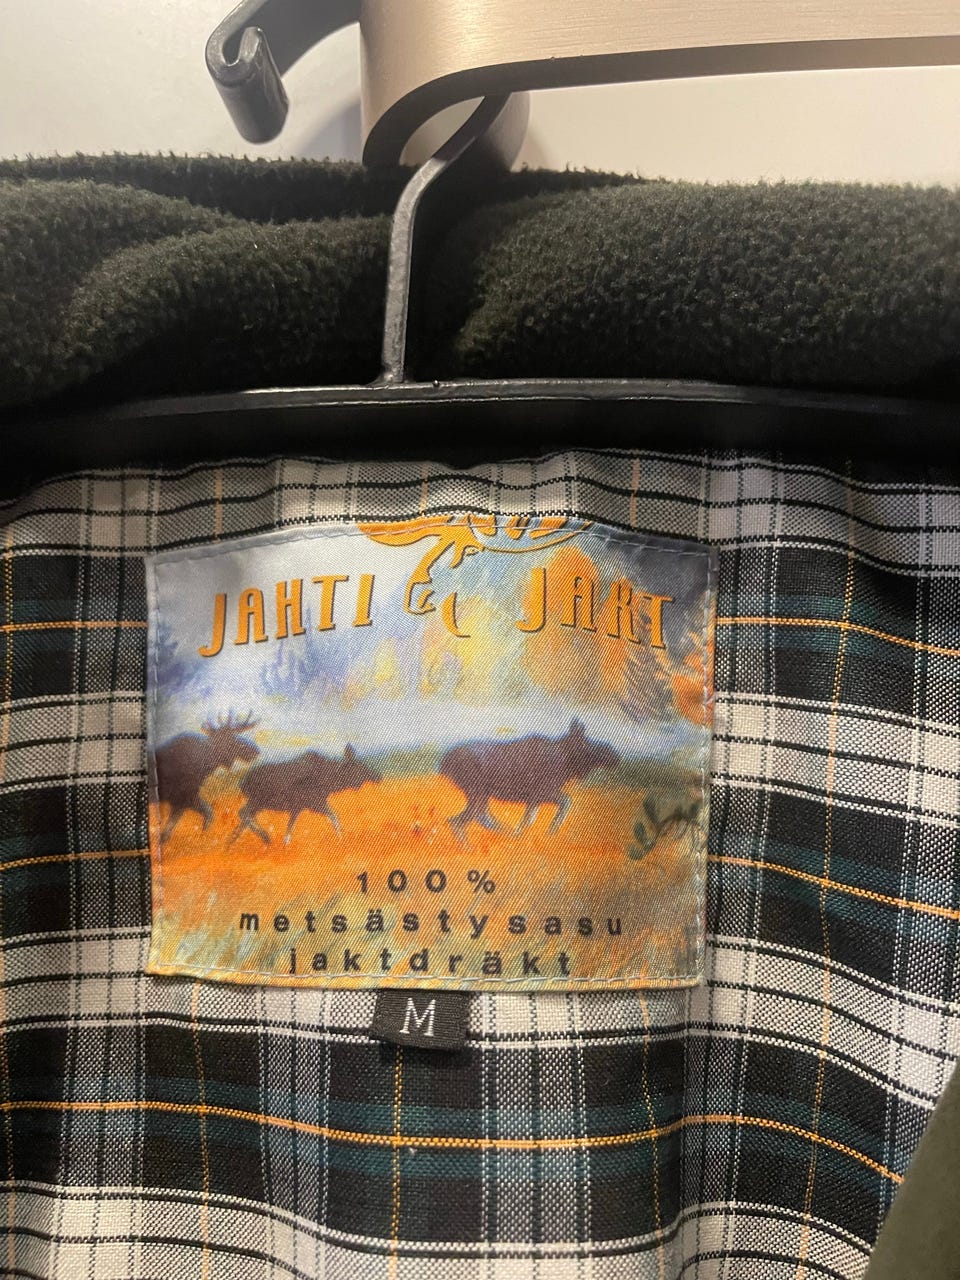 JAHTI JAKT
100%
metsästysasu
jaktdräkt
M